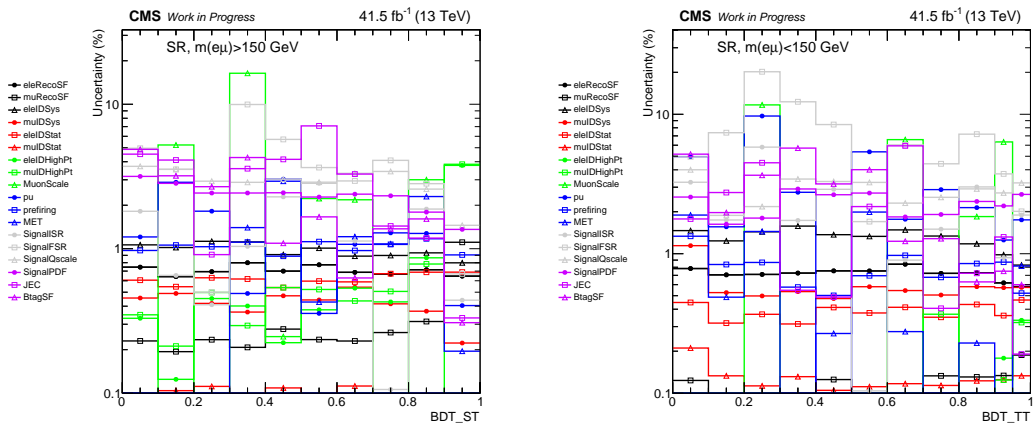 CMS Work in Progress 41.5 fb-1 (13 TeV)
SR, m(eμ)>150 GeV
Uncertainty (%)
10
1
0.1
0 0.2 0.4 0.6 0.8 1
BDT_ST
eleRecoSF
muRecoSF
eleIDSys
muIDSys
eleIDStat
muIDStat
eleIDHighPt
muIDHighPt
MuonScale
pu
prefiring
MET
SignalISR
SignalFSR
SignalQscale
SignalPDF
JEC
BtagSF
CMS Work in Progress 41.5 fb-1 (13 TeV)
SR, m(eμ)<150 GeV
Uncertainty (%)
10
1
0.1
0 0.2 0.4 0.6 0.8 1
BDT_TT
eleRecoSF
muRecoSF
eleIDSys
muIDSys
eleIDStat
muIDStat
eleIDHighPt
muIDHighPt
MuonScale
pu
prefiring
MET
SignalISR
SignalFSR
SignalQscale
SignalPDF
JEC
BtagSF